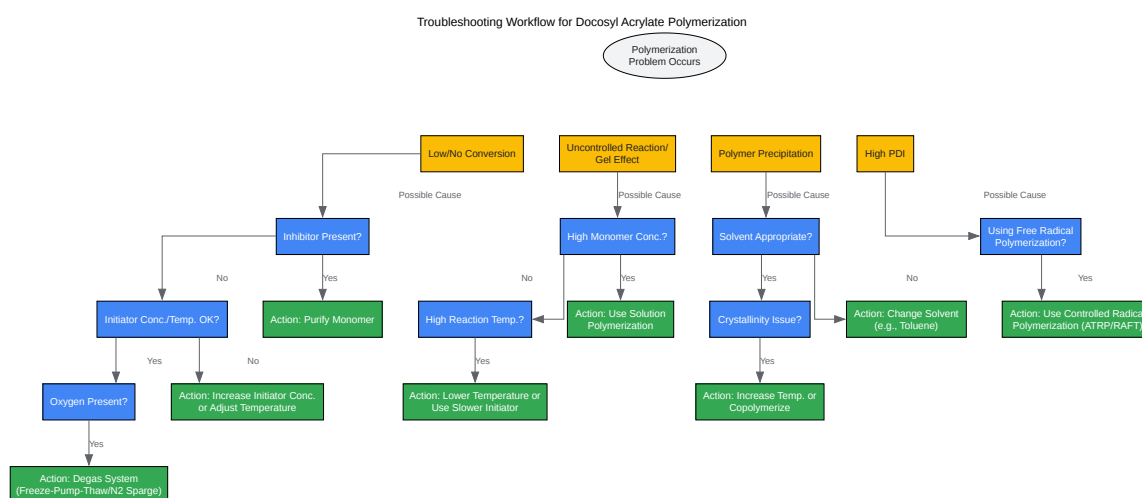 Troubleshooting Workflow for Docosyl Acrylate Polymerization
Polymerization
Problem Occurs
Low/No Conversion
Uncontrolled Reaction/
Gel Effect
Polymer Precipitation
High PDI
Possible Cause
Possible Cause
Possible Cause
Possible Cause
Inhibitor Present?
High Monomer Conc.?
Solvent Appropriate?
Using Free Radical
Polymerization?
No
Yes
No
Yes
Yes
No
Yes
Initiator Conc./Temp. OK?
Action: Purify Monomer
High Reaction Temp.?
Action: Use Solution
Polymerization
Crystallinity Issue?
Action: Change Solvent
(e.g., Toluene)
Action: Use Controlled Radical
Polymerization (ATRP/RAFT)
Yes
No
Yes
Yes
Oxygen Present?
Action: Increase Initiator Conc.
or Adjust Temperature
Action: Lower Temperature or
Use Slower Initiator
Action: Increase Temp. or
Copolymerize
Yes
Action: Degas System
(Freeze-Pump-Thaw/N2 Sparge)